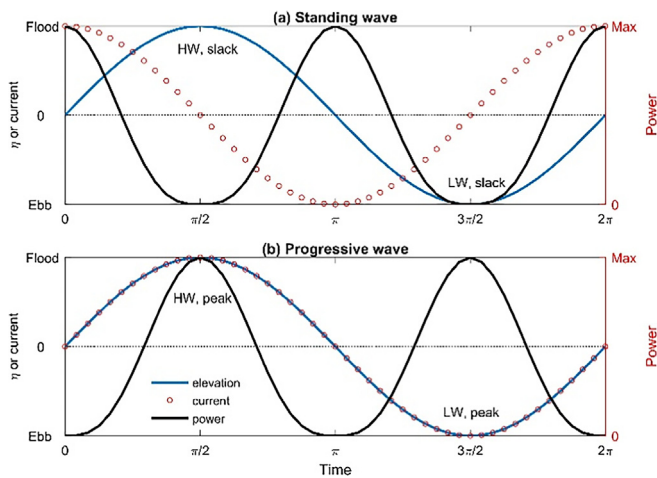 (a) Standing wave
Flood
Max
HW, slack
η or current
0
Power
LW, slack
Ebb
0
0
π/2
π
3π/2
2π
(b) Progressive wave
Flood
Max
HW, peak
η or current
0
Power
elevation
current
power
LW, peak
Ebb
0
0
π/2
π
3π/2
2π
Time